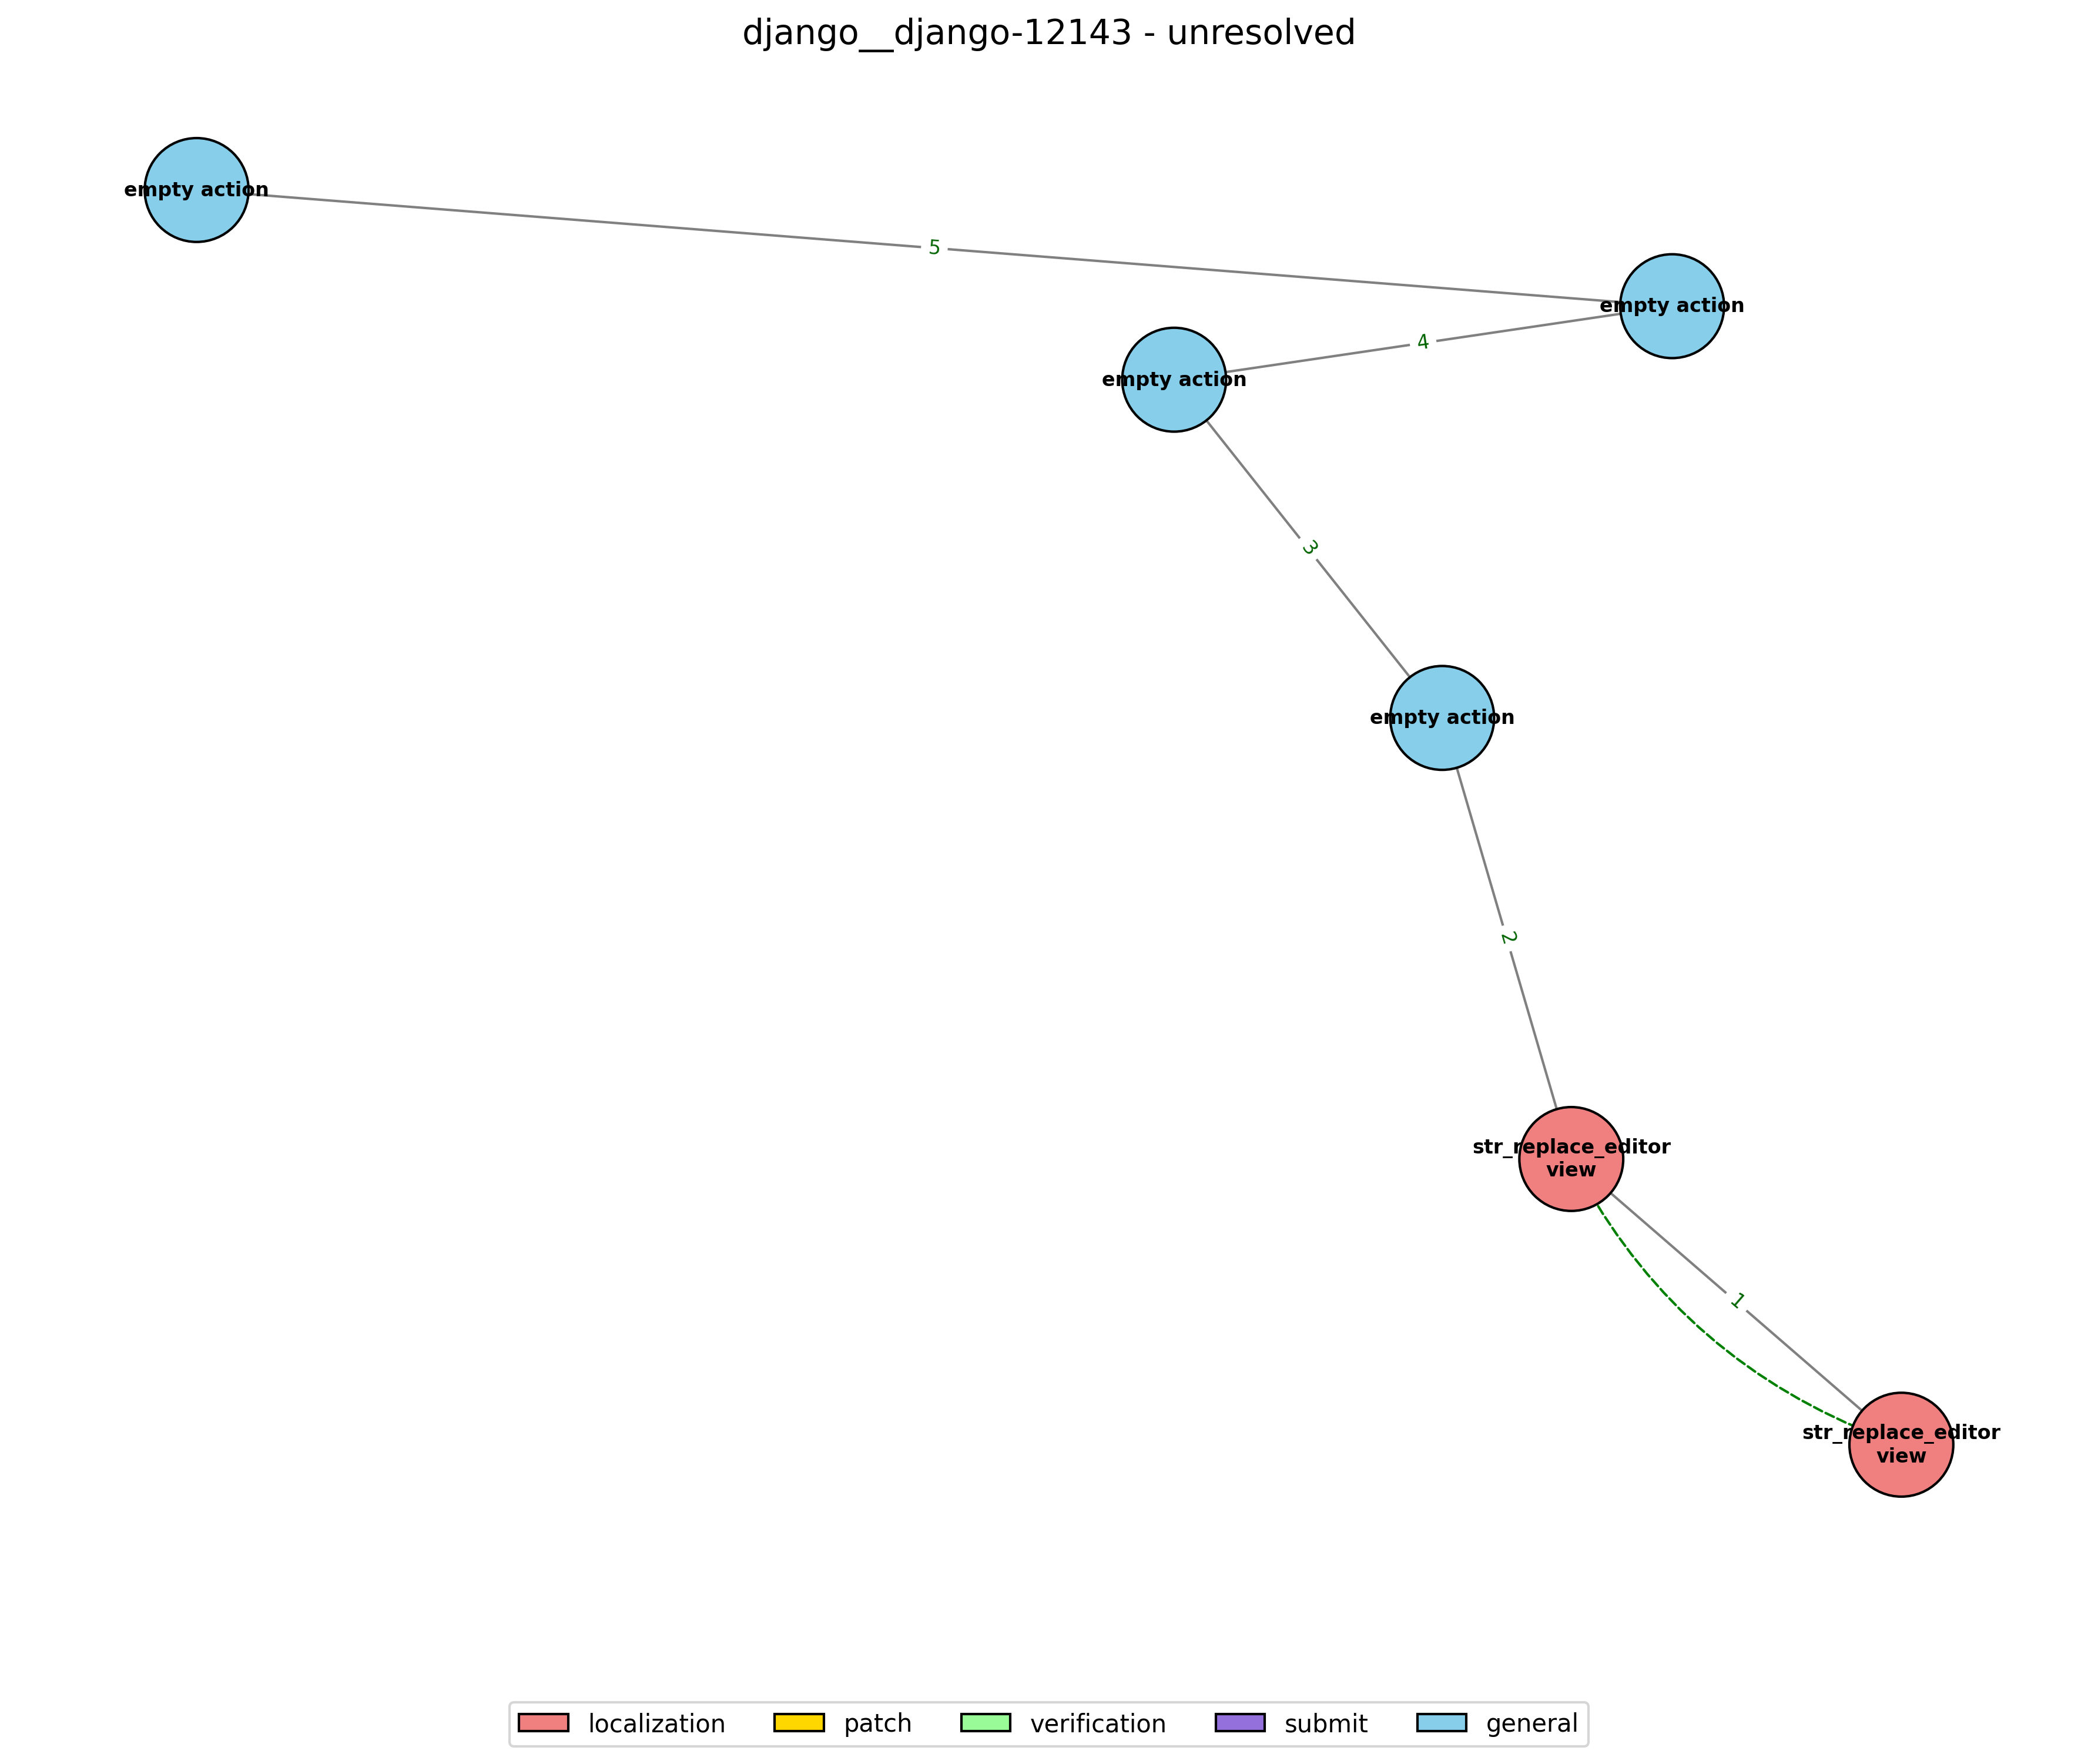 django__django-12143 - unresolved
empty action
5
empty action
4
empty action
3
empty action
2
str_replace_editor
view
1
str_replace_editor
view
localization
patch
verification
submit
general